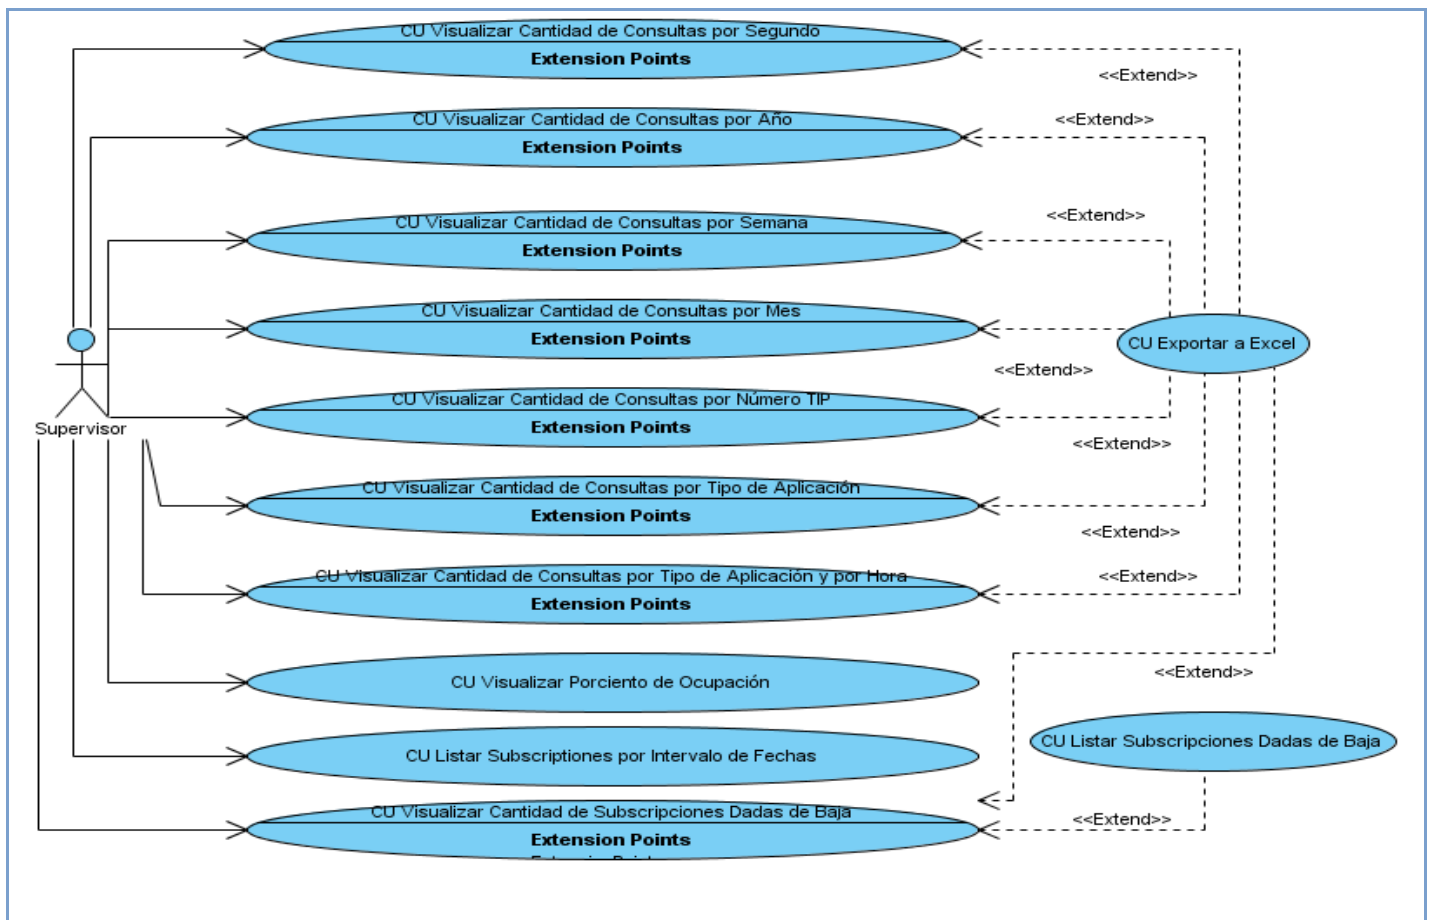 CU Visualizar Cantidad de Consultas por Segundo
Extension Points
<<Extend>>
CU Visualizar Cantidad de Consultas por Año
Extension Points
<<Extend>>
CU Visualizar Cantidad de Consultas por Semana
Extension Points
<<Extend>>
CU Visualizar Cantidad de Consultas por Mes
Extension Points
CU Exportar a Excel
<<Extend>>
CU Visualizar Cantidad de Consultas por Número TIP
Extension Points
Supervisor
<<Extend>>
CU Visualizar Cantidad de Consultas por Tipo de Aplicación
Extension Points
<<Extend>>
CU Visualizar Cantidad de Consultas por Tipo de Aplicación y por Hora
Extension Points
<<Extend>>
CU Visualizar Porciento de Ocupación
<<Extend>>
CU Listar Subscriptiones por Intervalo de Fechas
CU Listar Subscripciones Dadas de Baja
CU Visualizar Cantidad de Subscripciones Dadas de Baja
Extension Points
<<Extend>>